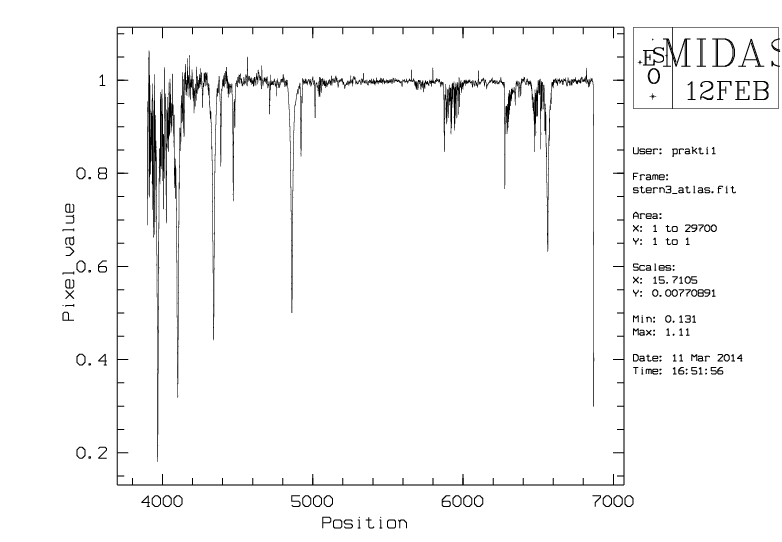 ESO
MIDAS
12FEB
User: prakti1
Frame:
stern3_atlas.fit
Area:
X: 1 to 29700
Y: 1 to 1
Scales:
X: 15.7105
Y: 0.00770891
Min: 0.131
Max: 1.11
Date: 11 Mar 2014
Time: 16:51:56
Pixel value
1
0.8
0.6
0.4
0.2
4000 5000 6000 7000
Position